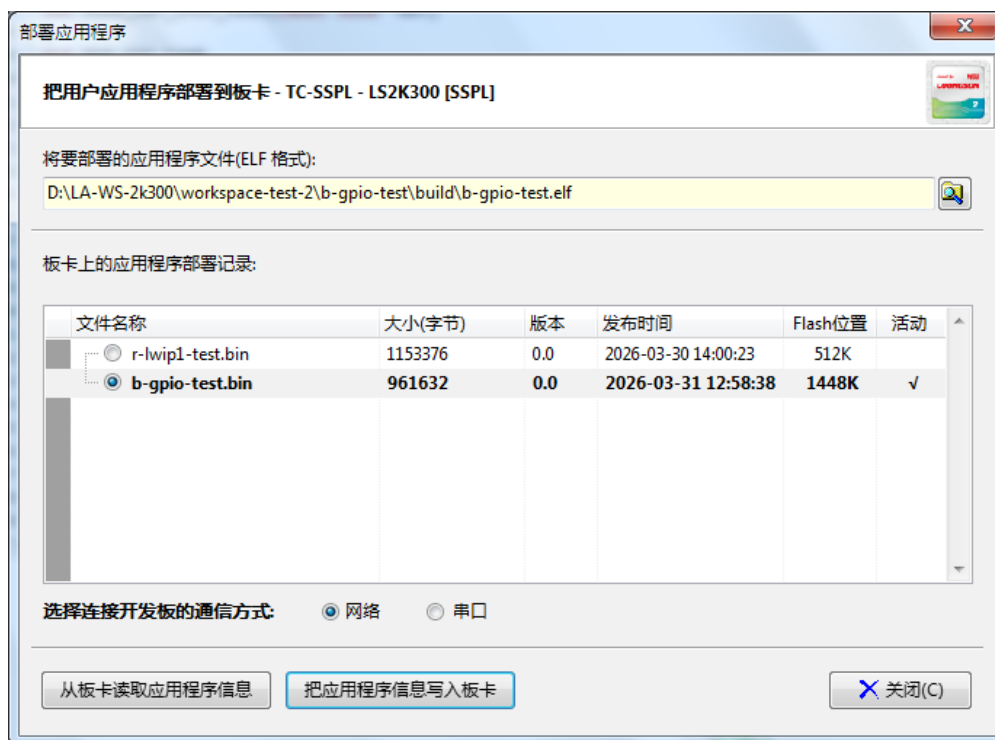 部署应用程序
把用户应用程序部署到板卡 - TC-SSPL - LS2K300 [SSPL]
将要部署的应用程序文件(ELF 格式):
D:\LA-WS-2k300\workspace-test-2\b-gpio-test\build\b-gpio-test.elf
板卡上的应用程序部署记录:
文件名称 大小(字节) 版本 发布时间 Flash位置 活动
r-lwip1-test.bin 1153376 0.0 2026-03-30 14:00:23 512K
b-gpio-test.bin 961632 0.0 2026-03-31 12:58:38 1448K √
选择连接开发板的通信方式: 网络 串口
从板卡读取应用程序信息 把应用程序信息写入板卡 关闭(C)